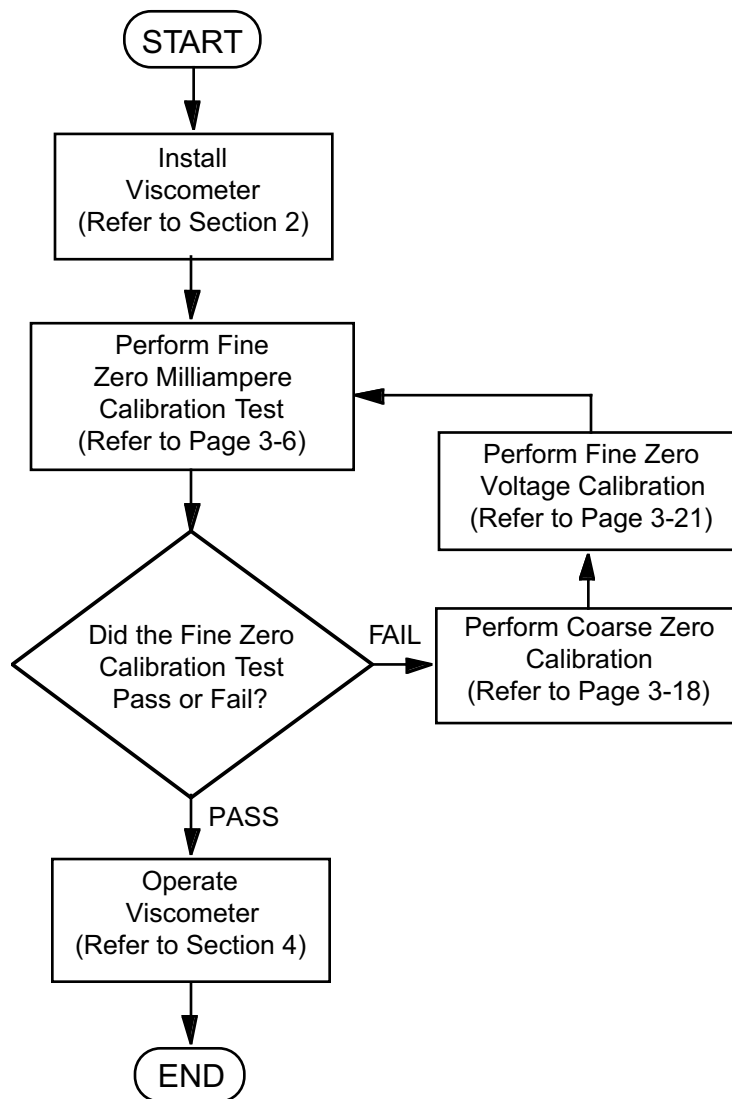 START
Install
Viscometer
(Refer to Section 2)
Perform Fine
Zero Milliampere
Calibration Test
(Refer to Page 3-6)
Perform Fine Zero
Voltage Calibration
(Refer to Page 3-21)
Did the Fine Zero
Calibration Test
Pass or Fail?
FAIL
Perform Coarse Zero
Calibration
(Refer to Page 3-18)
PASS
Operate
Viscometer
(Refer to Section 4)
END